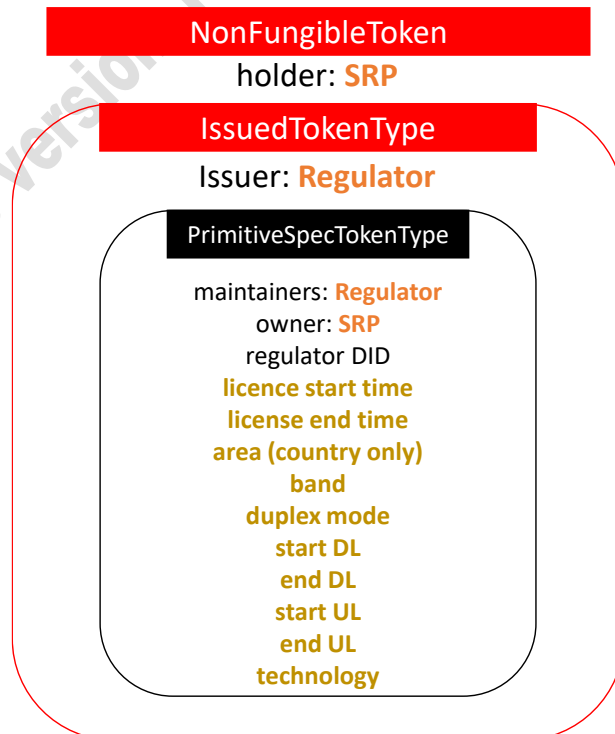 NonFungibleToken
holder: SRP
IssuedTokenType
version
Issuer: Regulator
PrimitiveSpecTokenType
maintainers: Regulator
owner: SRP
regulator DID
licence start time
license end time
area (country only)
band
duplex mode
start DL
end DL
start UL
end UL
technology